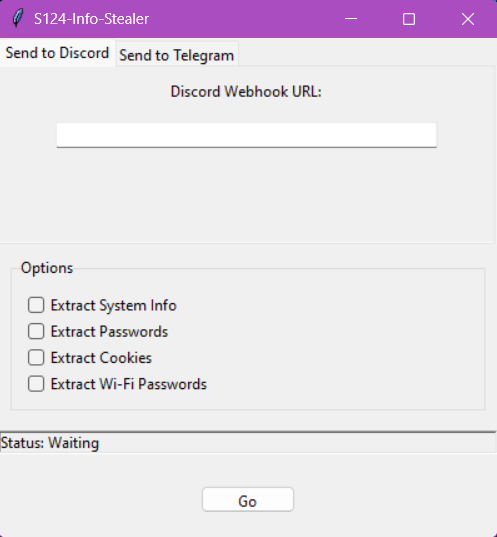 S124-Info-Stealer
Send to Discord
Send to Telegram
Discord Webhook URL:
Options
Extract System Info
Extract Passwords
Extract Cookies
Extract Wi-Fi Passwords
Status: Waiting
Go